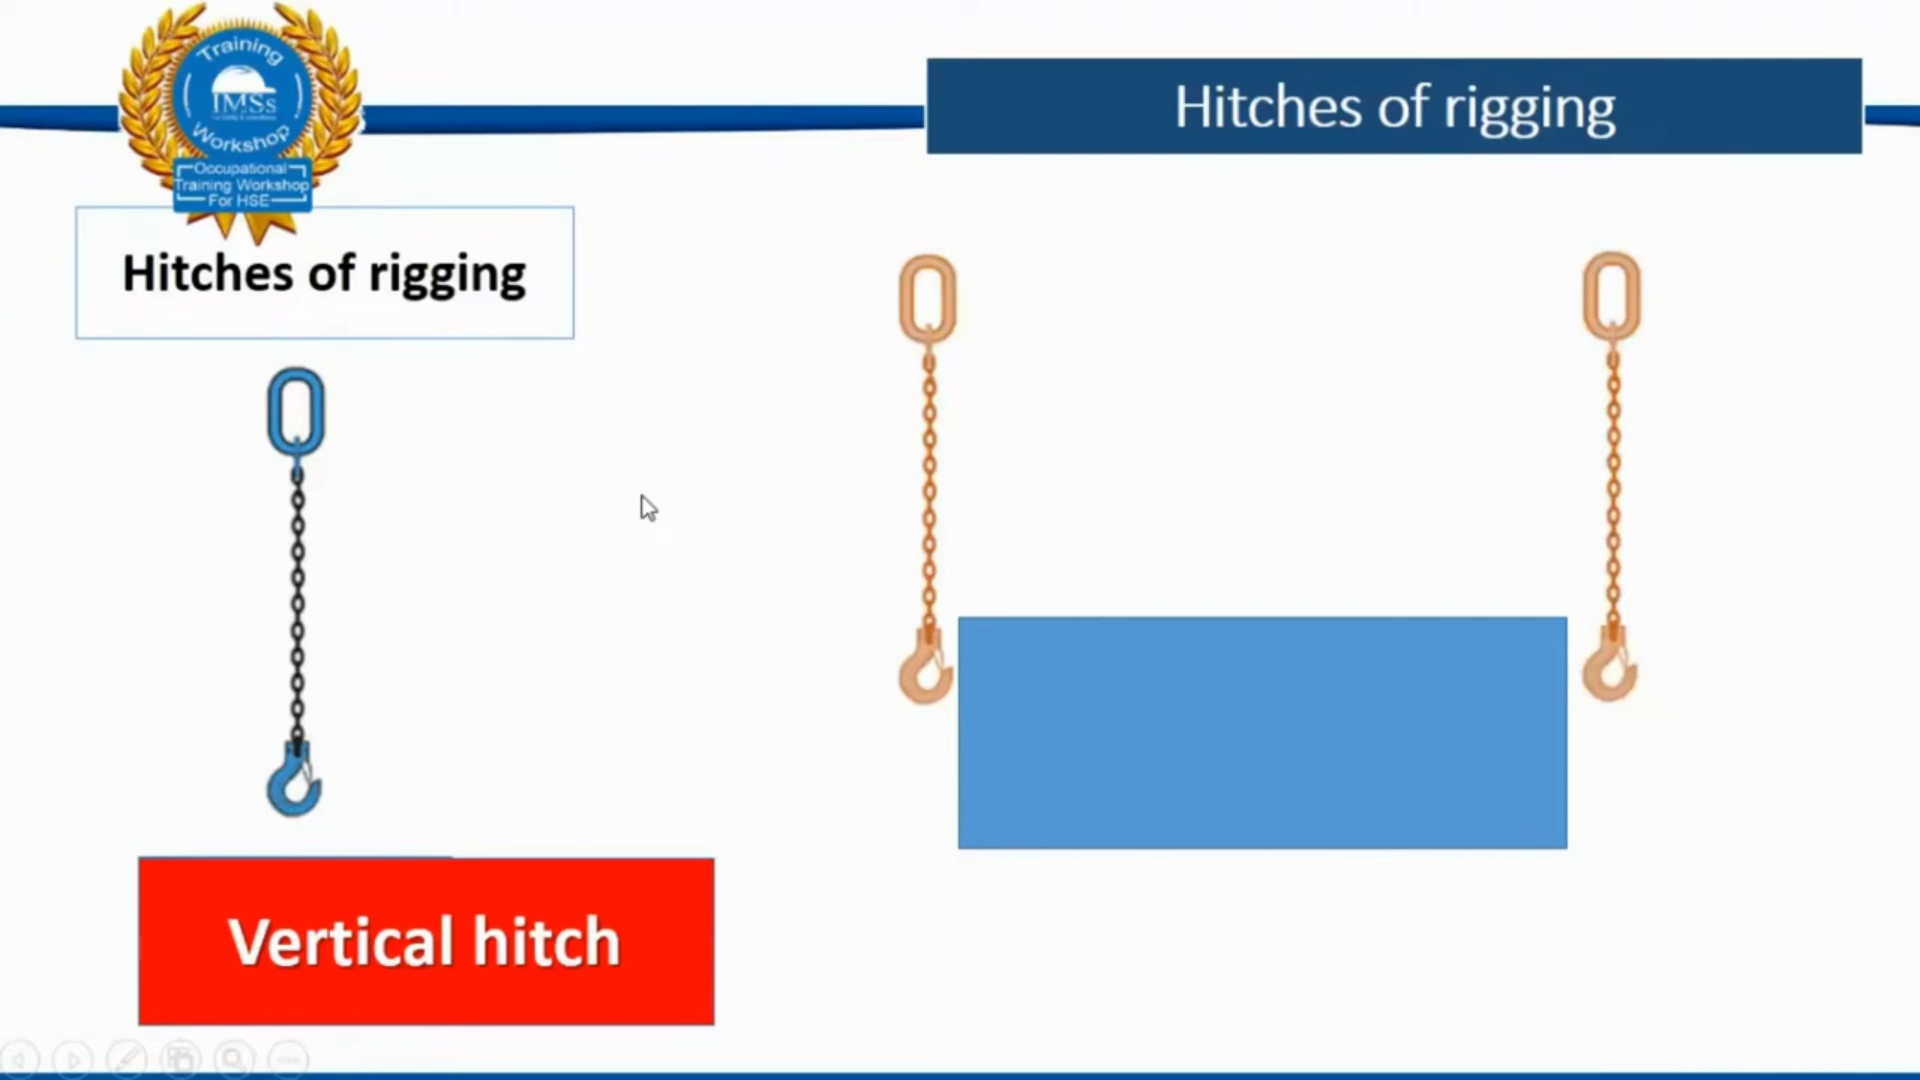 Training
IMSs
Workshop
Occupational
Training Workshop
For HSE
Hitches of rigging
Hitches of rigging
Vertical hitch